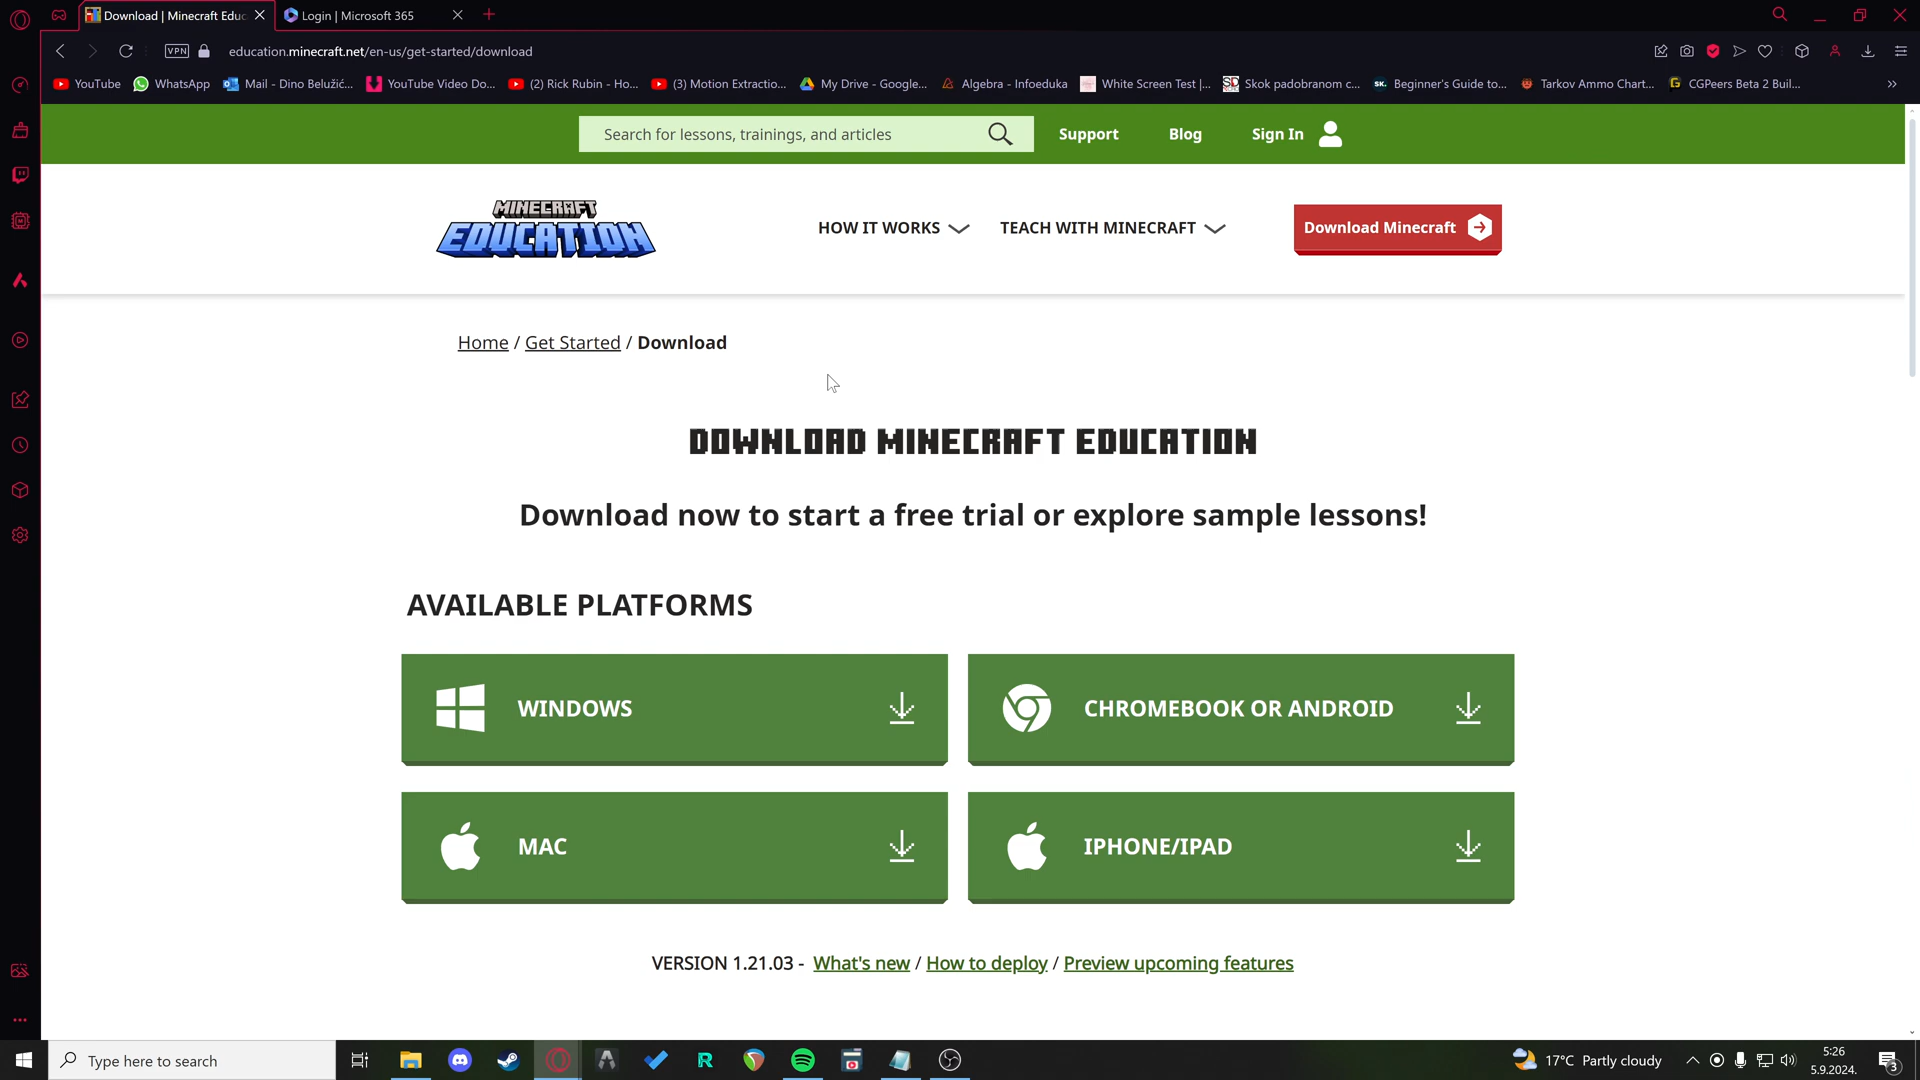 Download | Minecraft Educ
Login | Microsoft 365
VPN
education.minecraft.net/en-us/get-started/download
YouTube
WhatsApp
Mail - Dino Belužić...
YouTube Video Do...
(2) Rick Rubin - Ho...
(3) Motion Extractio...
My Drive - Google...
Algebra - Infoeduka
White Screen Test |...
Skok padobranom c...
Beginner's Guide to...
Tarkov Ammo Chart...
CGPeers Beta 2 Buil...
Search for lessons, trainings, and articles
Support
Blog
Sign In
MINECRAFT
EDUCATION
HOW IT WORKS
TEACH WITH MINECRAFT
Download Minecraft
Home / Get Started / Download
DOWNLOAD MINECRAFT EDUCATION
Download now to start a free trial or explore sample lessons!
AVAILABLE PLATFORMS
WINDOWS
CHROMEBOOK OR ANDROID
MAC
IPHONE/IPAD
VERSION 1.21.03 - What's new / How to deploy / Preview upcoming features
Type here to search
17°C Partly cloudy
5:26
5.9.2024.
3